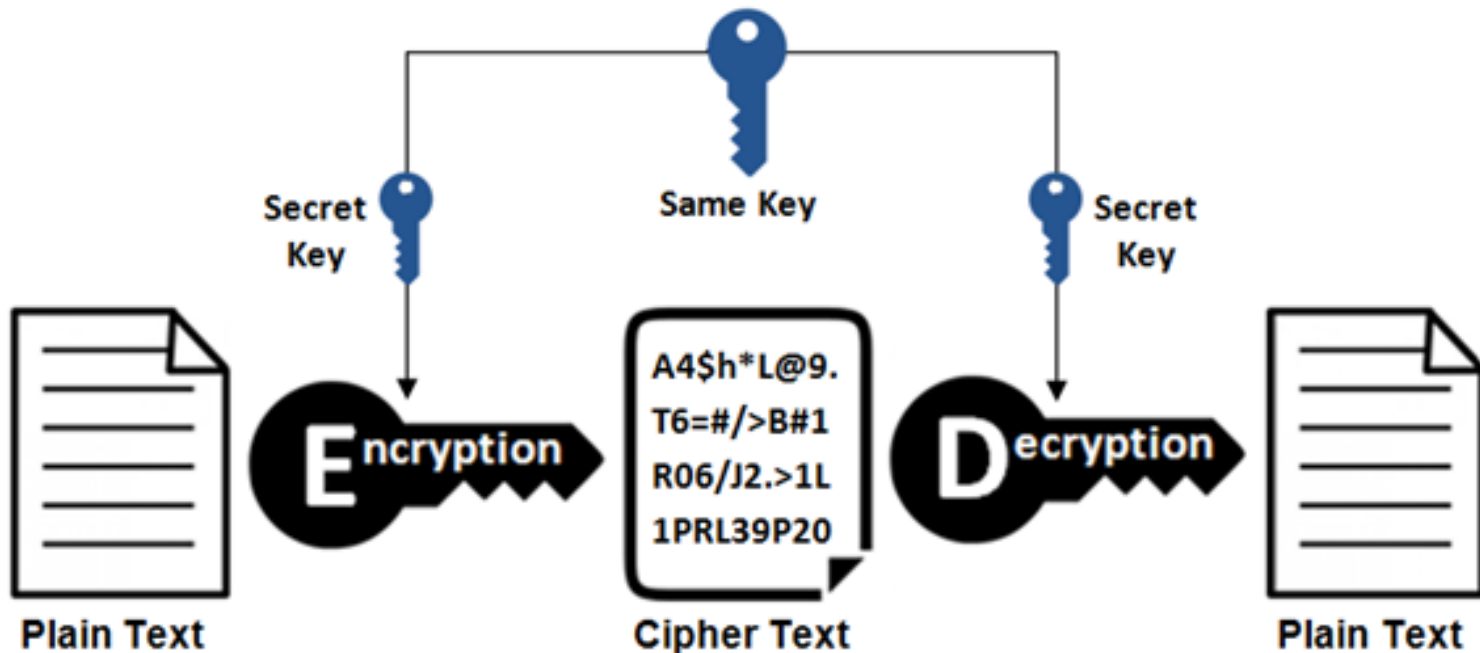 Same Key
Secret
Key
Secret
Key
Encryption
A4$h*L@9.
T6=#/>B#1
R06/J2.>1L
1PRL39P20
Decryption
Plain Text
Cipher Text
Plain Text